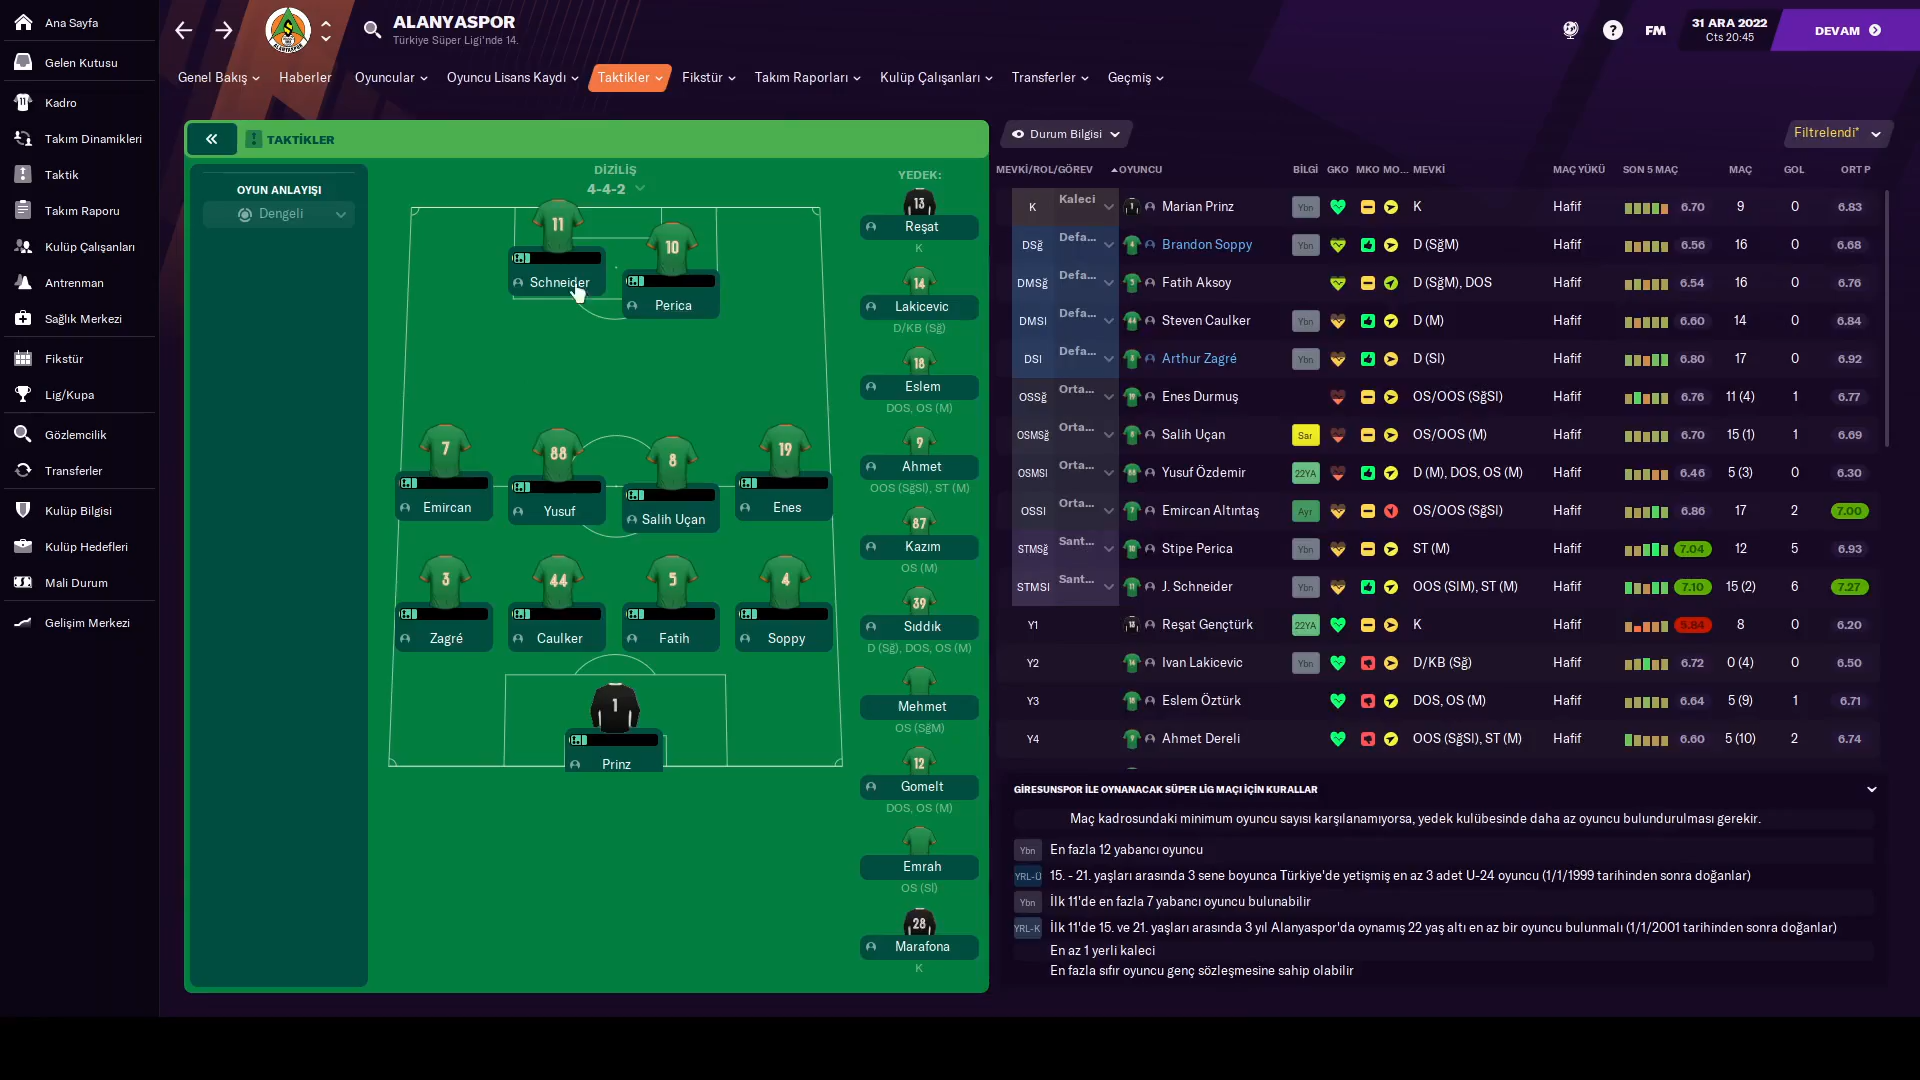 Ana Sayfa
Gelen Kutusu
Kadro
Takım Dinamikleri
Taktik
Takım Raporu
Kulüp Çalışanları
Antrenman
Sağlık Merkezi
Fikstür
Lig/Kupa
Gözlemcilik
Transferler
Kulüp Bilgisi
Kulüp Hedefleri
Mali Durum
Gelişim Merkezi
ALANYASPOR
Türkiye Süper Ligi'nde 14.
FM
31 ARA 2022
Cts 20:45
DEVAM
Genel Bakış Haberler Oyuncular Oyuncu Lisans Kaydı Taktikler Fikstür Takım Raporları Kulüp Çalışanları Transferler Geçmiş
TAKTİKLER
OYUN ANLAYIŞI
Dengeli
DİZİLİŞ
4-4-2
11
Schneider
10
Perica
7
Emircan
88
Yusuf
8
Salih Uçan
19
Enes
3
Zagré
44
Caulker
5
Fatih
4
Soppy
1
Prinz
YEDEK:
13
Reşat
K
14
Lakicevic
D/KB (Sğ)
18
Eslem
DOS, OS (M)
9
Ahmet
OOS (SğSl), ST (M)
87
Kazım
OS (M)
39
Sıddık
D (Sğ), DOS, OS (M)
Mehmet
OS (SğM)
12
Gomelt
DOS, OS (M)
Emrah
OS (Sl)
28
Marafona
K
Durum Bilgisi
Filtrelendi*
MEVKİ/ROL/GÖREV OYUNCU BİLGİ GKO MKO MO... MEVKİ MAÇ YÜKÜ SON 5 MAÇ MAÇ GOL ORT P
K Kaleci Marian Prinz Ybn K Hafif 6.70 9 0 6.83
DSğ Defa... Brandon Soppy Ybn D (SğM) Hafif 6.56 16 0 6.68
DMSğ Defa... Fatih Aksoy D (SğM), DOS Hafif 6.54 16 0 6.76
DMSl Defa... Steven Caulker Ybn D (M) Hafif 6.60 14 0 6.84
DSl Defa... Arthur Zagré Ybn D (Sl) Hafif 6.80 17 0 6.92
OSSğ Orta... Enes Durmuş OS/OOS (SğSl) Hafif 6.76 11 (4) 1 6.77
OSMSğ Orta... Salih Uçan Sar OS/OOS (M) Hafif 6.70 15 (1) 1 6.69
OSMSl Orta... Yusuf Özdemir 22YA D (M), DOS, OS (M) Hafif 6.46 5 (3) 0 6.30
OSSl Orta... Emircan Altıntaş Ayr OS/OOS (SğSl) Hafif 6.86 17 2 7.00
STMSğ Sant... Stipe Perica Ybn ST (M) Hafif 7.04 12 5 6.93
STMSl Sant... J. Schneider Ybn OOS (SlM), ST (M) Hafif 7.10 15 (2) 6 7.27
Y1 Reşat Gençtürk 22YA K Hafif 5.84 8 0 6.20
Y2 Ivan Lakicevic Ybn D/KB (Sğ) Hafif 6.72 0 (4) 0 6.50
Y3 Eslem Öztürk DOS, OS (M) Hafif 6.64 5 (9) 1 6.71
Y4 Ahmet Dereli OOS (SğSl), ST (M) Hafif 6.60 5 (10) 2 6.74
GİRESUNSPOR İLE OYNANACAK SÜPER LİG MAÇI İÇİN KURALLAR
Maç kadrosundaki minimum oyuncu sayısı karşılanamıyorsa, yedek kulübesinde daha az oyuncu bulundurulması gerekir.
Ybn En fazla 12 yabancı oyuncu
YRL-Ü 15. - 21. yaşları arasında 3 sene boyunca Türkiye'de yetişmiş en az 3 adet U-24 oyuncu (1/1/1999 tarihinden sonra doğanlar)
Ybn İlk 11'de en fazla 7 yabancı oyuncu bulunabilir
YRL-K İlk 11'de 15. ve 21. yaşları arasında 3 yıl Alanyaspor'da oynamış 22 yaş altı en az bir oyuncu bulunmalı (1/1/2001 tarihinden sonra doğanlar)
En az 1 yerli kaleci
En fazla sıfır oyuncu genç sözleşmesine sahip olabilir